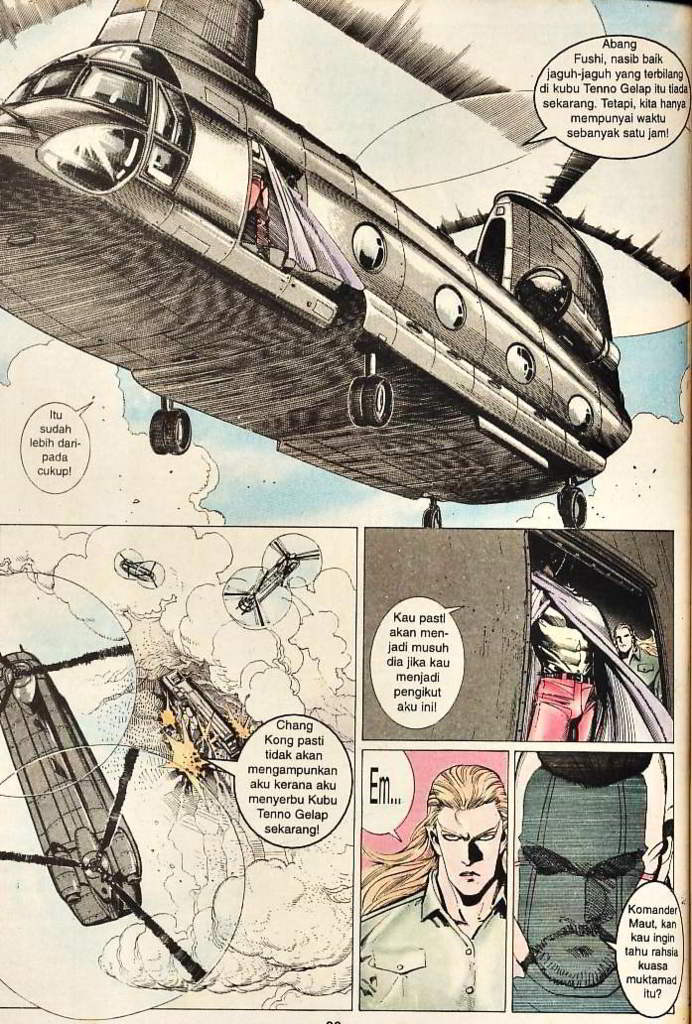 Abang
Fushi, nasib baik
jaguh-jaguh yang terbilang
di kubu Tenno Gelap itu tiada
sekarang. Tetapi, kita hanya
mempunyai waktu
sebanyak satu jam!
Itu
sudah
lebih dari-
pada
cukup!
Chang
Kong pasti
tidak akan
mengampunkan
aku kerana aku
menyerbu Kubu
Tenno Gelap
sekarang!
Kau pasti
akan men-
jadi musuh
dia jika kau
menjadi
pengikut
aku ini!
Em...
Komander
Maut, kan
kau ingin
tahu rahsia
kuasa
muktamad
itu?